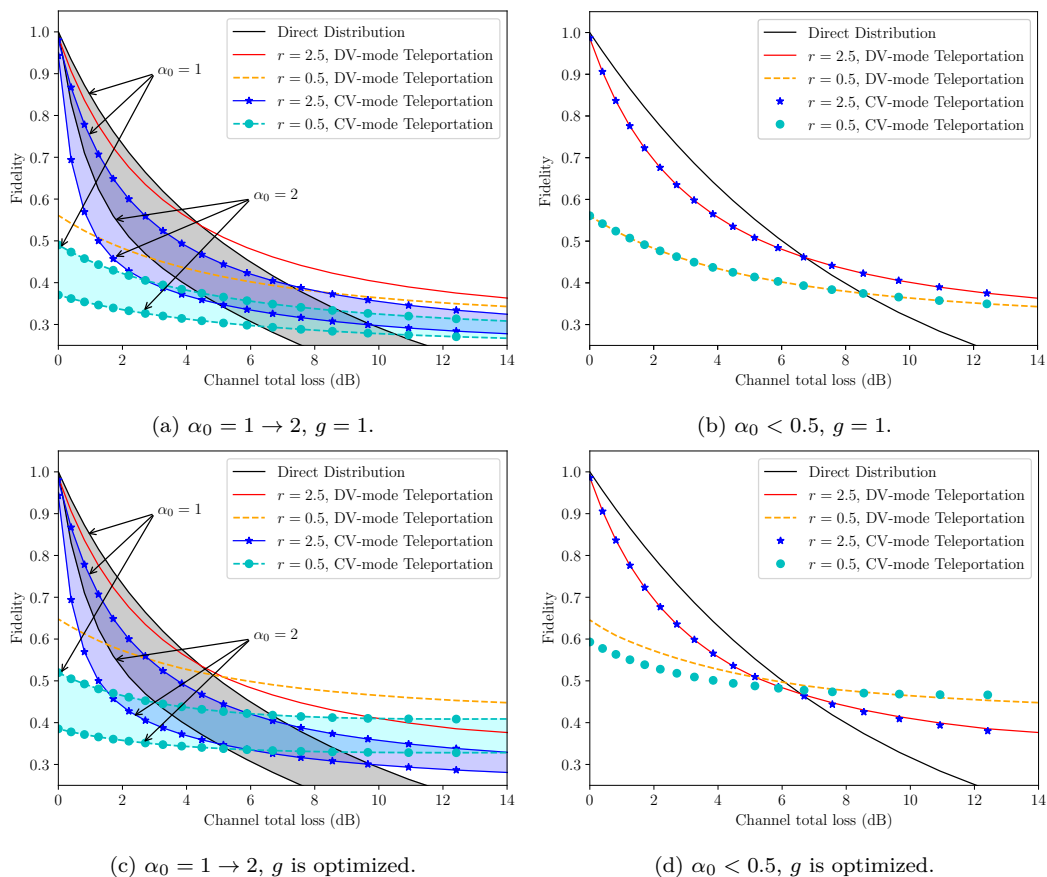 1.0
0.9
0.8
0.7
0.6
0.5
0.4
0.3
Fidelity
0 2 4 6 8 10 12 14
Channel total loss (dB)
Direct Distribution
r = 2.5, DV-mode Teleportation
r = 0.5, DV-mode Teleportation
r = 2.5, CV-mode Teleportation
r = 0.5, CV-mode Teleportation
α₀ = 1
α₀ = 2
(a) α₀ = 1 → 2, g = 1.
1.0
0.9
0.8
0.7
0.6
0.5
0.4
0.3
Fidelity
0 2 4 6 8 10 12 14
Channel total loss (dB)
Direct Distribution
r = 2.5, DV-mode Teleportation
r = 0.5, DV-mode Teleportation
r = 2.5, CV-mode Teleportation
r = 0.5, CV-mode Teleportation
(b) α₀ < 0.5, g = 1.
1.0
0.9
0.8
0.7
0.6
0.5
0.4
0.3
Fidelity
0 2 4 6 8 10 12 14
Channel total loss (dB)
Direct Distribution
r = 2.5, DV-mode Teleportation
r = 0.5, DV-mode Teleportation
r = 2.5, CV-mode Teleportation
r = 0.5, CV-mode Teleportation
α₀ = 1
α₀ = 2
(c) α₀ = 1 → 2, g is optimized.
1.0
0.9
0.8
0.7
0.6
0.5
0.4
0.3
Fidelity
0 2 4 6 8 10 12 14
Channel total loss (dB)
Direct Distribution
r = 2.5, DV-mode Teleportation
r = 0.5, DV-mode Teleportation
r = 2.5, CV-mode Teleportation
r = 0.5, CV-mode Teleportation
(d) α₀ < 0.5, g is optimized.